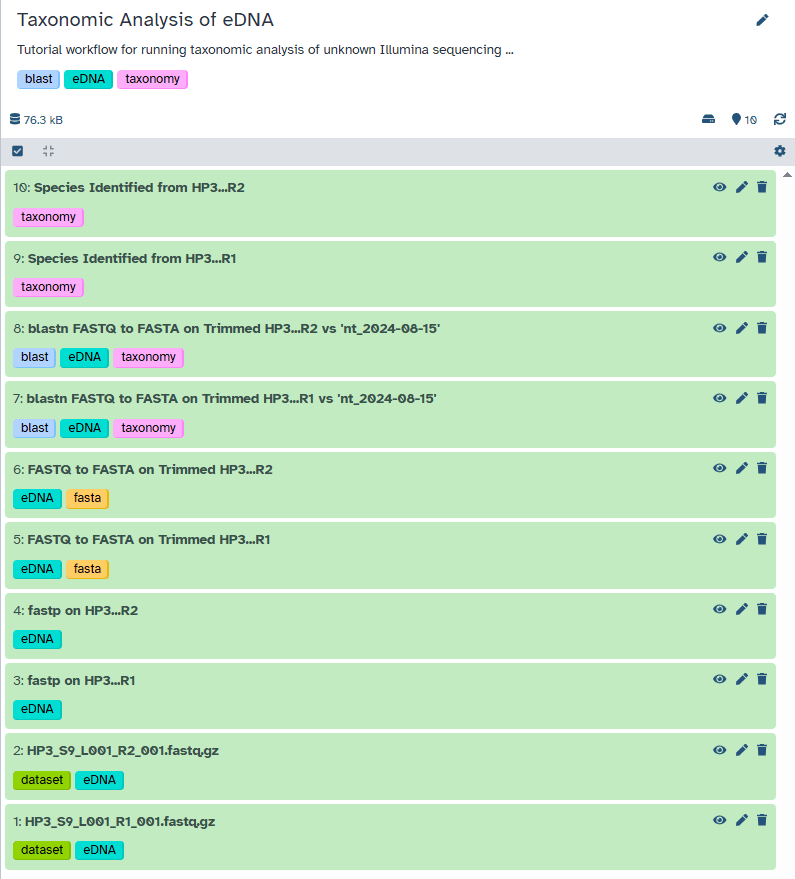 Taxonomic Analysis of eDNA
Tutorial workflow for running taxonomic analysis of unknown Illumina sequencing ...
blast eDNA taxonomy
76.3 kB 10
10: Species Identified from HP3...R2
taxonomy
9: Species Identified from HP3...R1
taxonomy
8: blastn FASTQ to FASTA on Trimmed HP3...R2 vs 'nt_2024-08-15'
blast eDNA taxonomy
7: blastn FASTQ to FASTA on Trimmed HP3...R1 vs 'nt_2024-08-15'
blast eDNA taxonomy
6: FASTQ to FASTA on Trimmed HP3...R2
eDNA fasta
5: FASTQ to FASTA on Trimmed HP3...R1
eDNA fasta
4: fastp on HP3...R2
eDNA
3: fastp on HP3...R1
eDNA
2: HP3_S9_L001_R2_001.fastq.gz
dataset eDNA
1: HP3_S9_L001_R1_001.fastq.gz
dataset eDNA